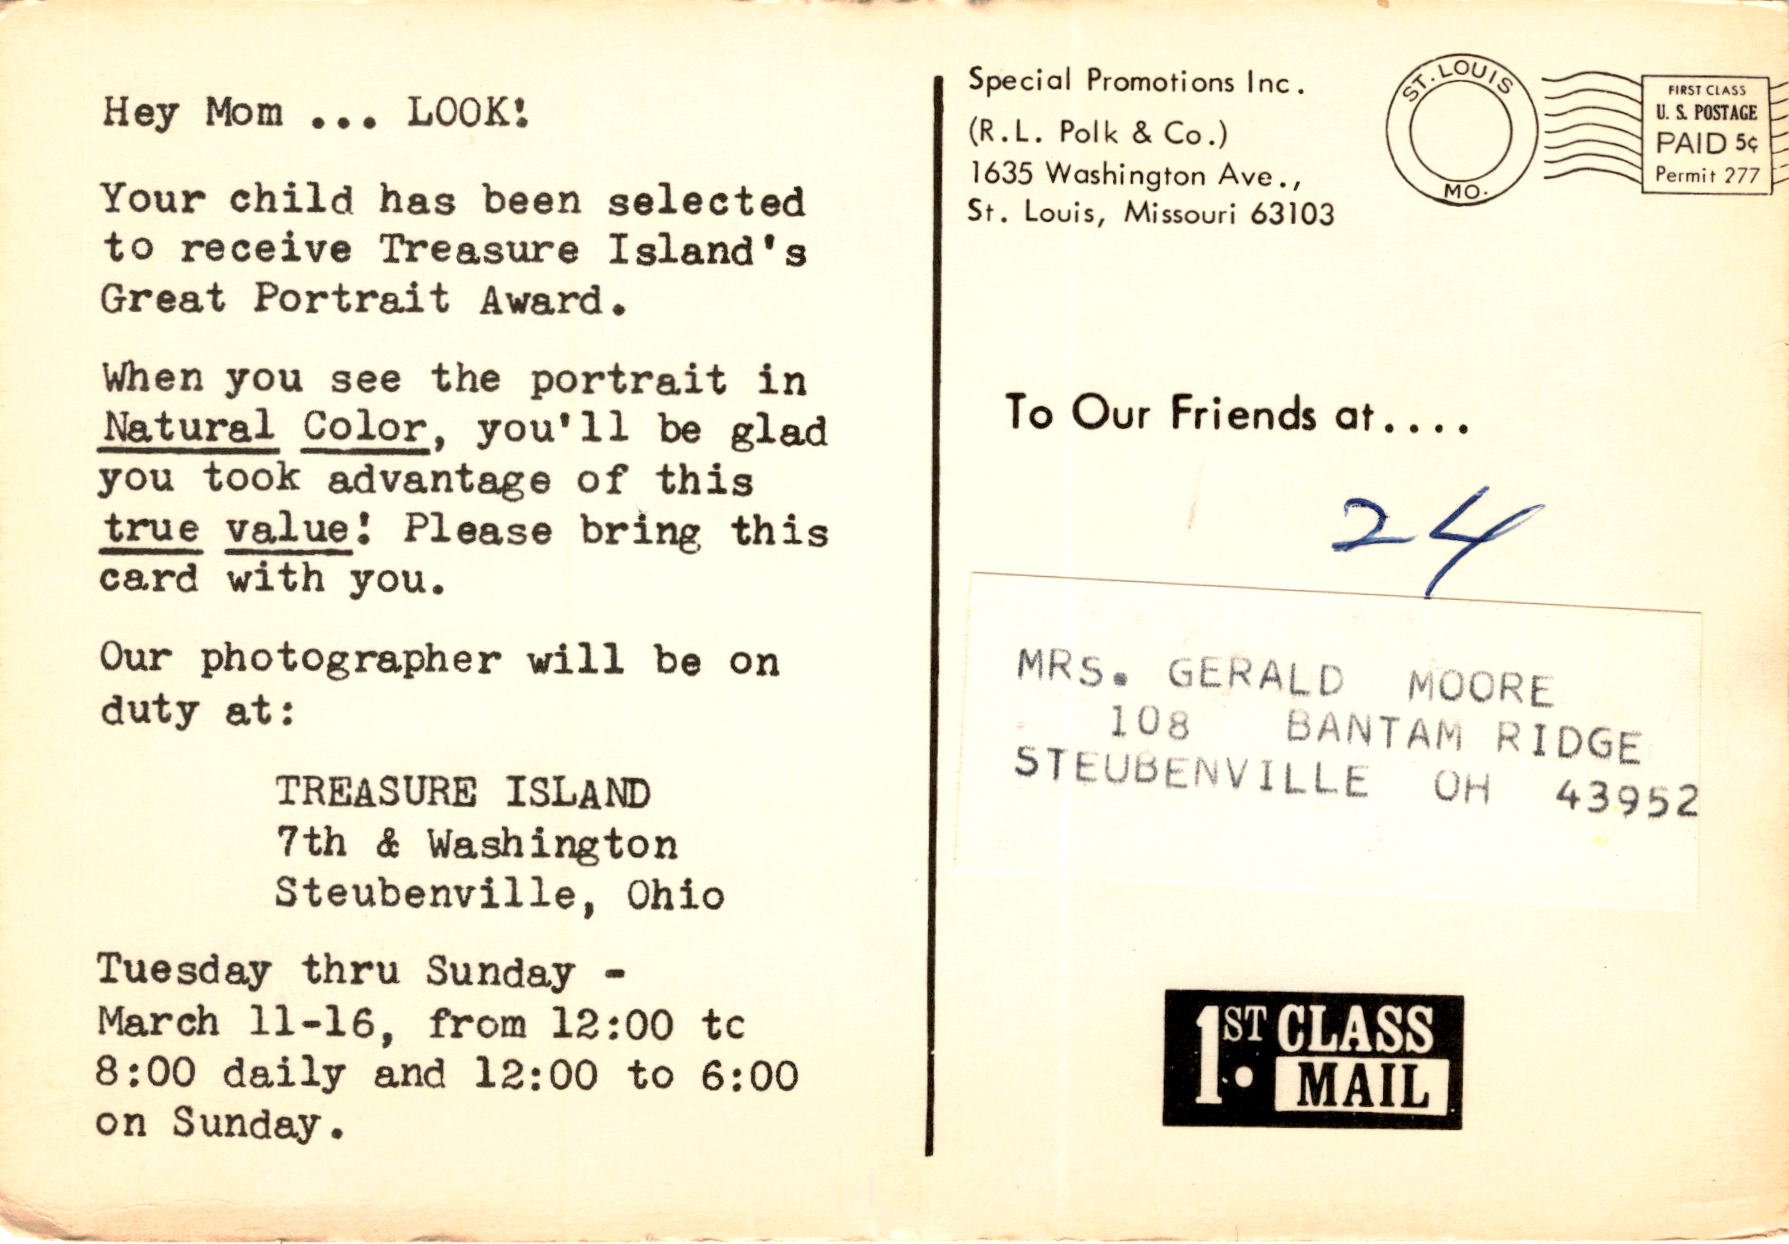 Hey Mom ... LOOK!
Your child has been selected
to receive Treasure Island's
Great Portrait Award.
When you see the portrait in
Natural Color, you'll be glad
you took advantage of this
true value! Please bring this
card with you.
Our photographer will be on
duty at:
TREASURE ISLAND
7th & Washington
Steubenville, Ohio
Tuesday thru Sunday -
March 11-16, from 12:00 to
8:00 daily and 12:00 to 6:00
on Sunday.
Special Promotions Inc.
(R.L. Polk & Co.)
1635 Washington Ave.,
St. Louis, Missouri 63103
ST. LOUIS
MO.
FIRST CLASS
U. S. POSTAGE
PAID 5¢
Permit 277
To Our Friends at....
24
MRS. GERALD MOORE
108 BANTAM RIDGE
STEUBENVILLE OH 43952
1ST CLASS
MAIL